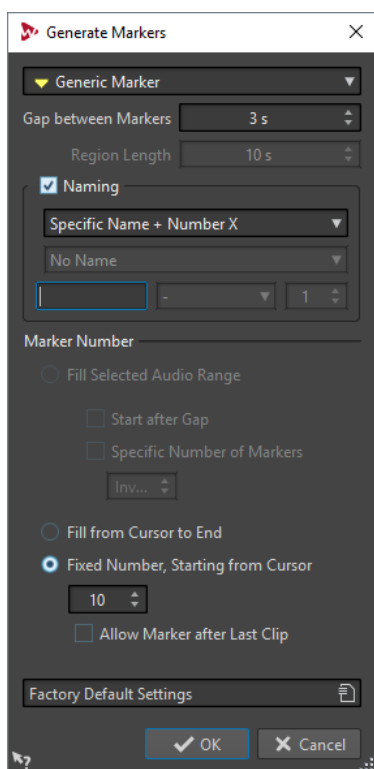 Generate Markers
Generic Marker
Gap between Markers 3 s
Region Length 10 s
Naming
Specific Name + Number X
No Name
- 1
Marker Number
Fill Selected Audio Range
Start after Gap
Specific Number of Markers
Inv...
Fill from Cursor to End
Fixed Number, Starting from Cursor
10
Allow Marker after Last Clip
Factory Default Settings
OK Cancel
?